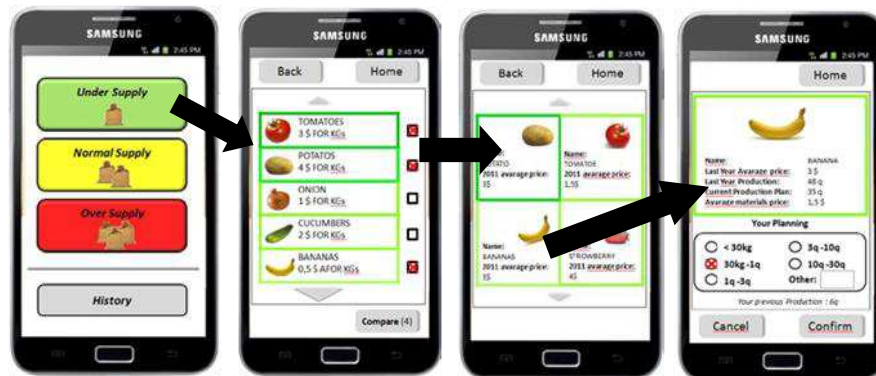 SAMSUNG
2:45 PM
Under Supply
Normal Supply
Over Supply
History
SAMSUNG
2:45 PM
Back Home
TOMATOES
3 $ FOR KGs
POTATOS
4 $ FOR KGs
ONION
1 $ FOR KGs
CUCUMBERS
2 $ FOR KGs
BANANAS
0,5 $ AFOR KGs
Compare (4)
SAMSUNG
2:45 PM
Back Home
Name:
2011 avarage price:
3$
Name:
TOMATOE
2011 avarage price:
1,5$
Name:
BANANAS
2011 avarage price:
3$
STROWBERRY
2011 avarage price:
4$
SAMSUNG
2:45 PM
Home
Name: BANANA
Last Year Avarage price: 3 $
Last Year Production: 48 q
Current Production Plan: 35 q
Avarage materials price: 1,5 $
Your Planning
< 30kg 3q -10q
30kg -1q 10q -30q
1q -3q Other:
Your previous Production : 6q
Cancel Confirm